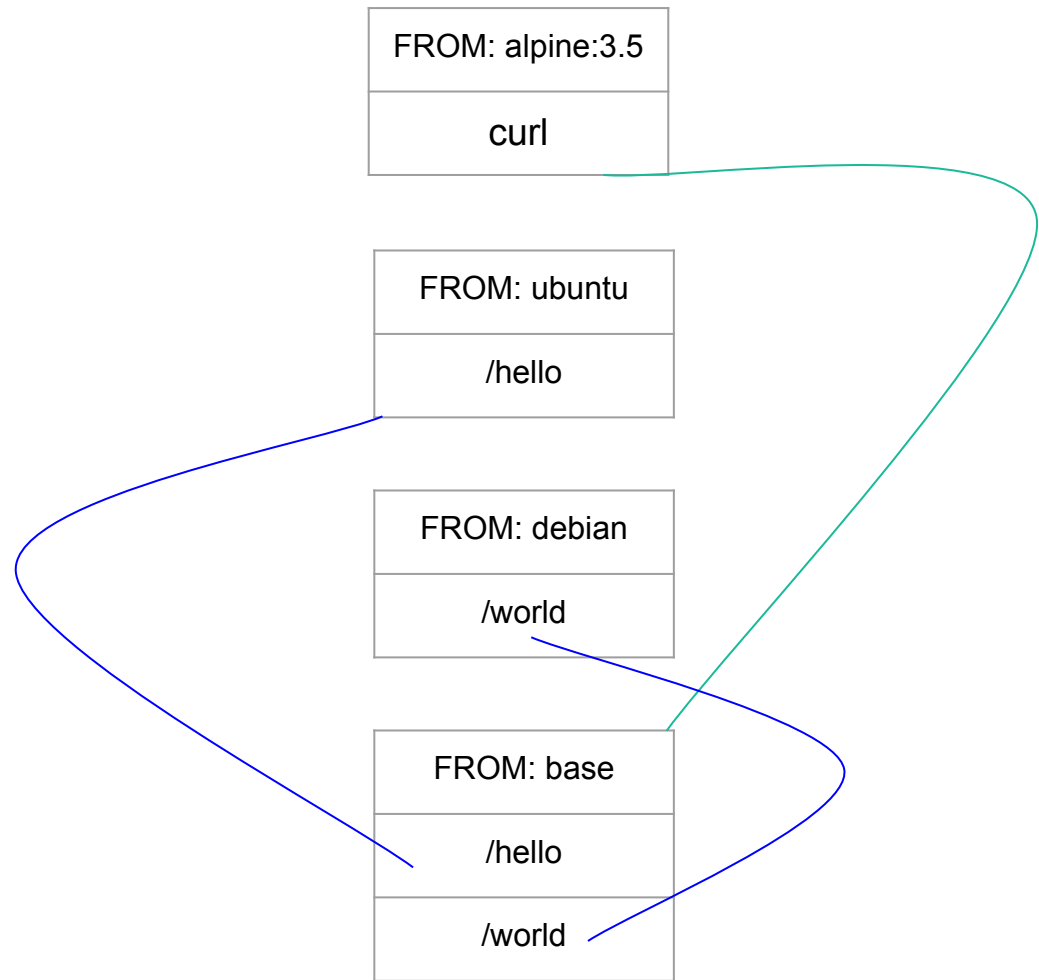 FROM: alpine:3.5
curl
FROM: ubuntu
/hello
FROM: debian
/world
FROM: base
/hello
/world